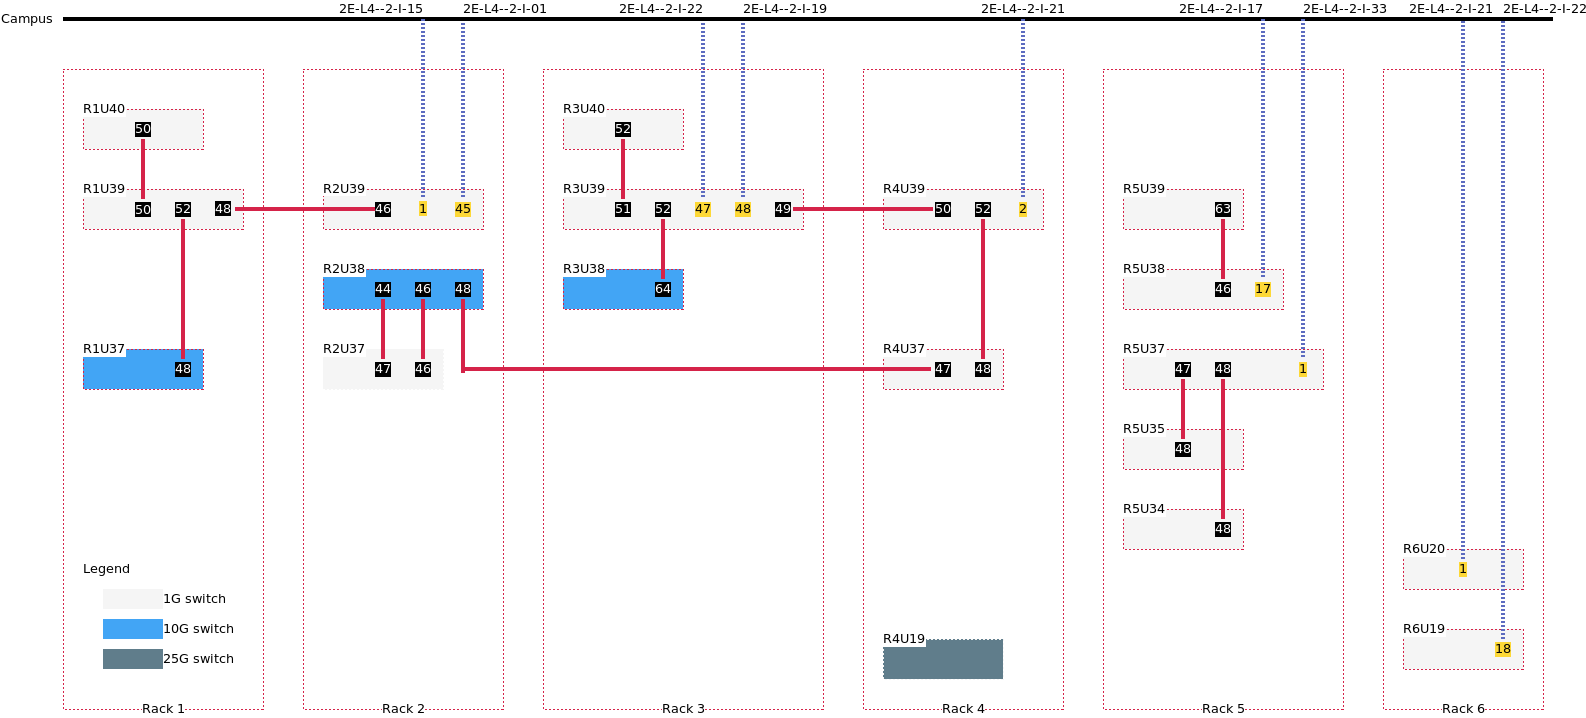 2E-L4--2-I-15 2E-L4--2-I-01 2E-L4--2-I-22 2E-L4--2-I-19 2E-L4--2-I-21 2E-L4--2-I-17 2E-L4--2-I-33 2E-L4--2-I-21 2E-L4--2-I-22
Campus
R1U40 R3U40
50 52
R1U39 R2U39 R3U39 R4U39 R5U39
50 52 48 46 1 45 51 52 47 48 49 50 52 2 63
R2U38 R3U38 R5U38
44 46 48 64 46 17
R1U37 R2U37 R4U37 R5U37
48 47 46 47 48 47 48 1
R5U35
48
R5U34
48
R6U20
Legend 1
1G switch
10G switch R6U19
R4U19 18
25G switch
Rack 1 Rack 2 Rack 3 Rack 4 Rack 5 Rack 6